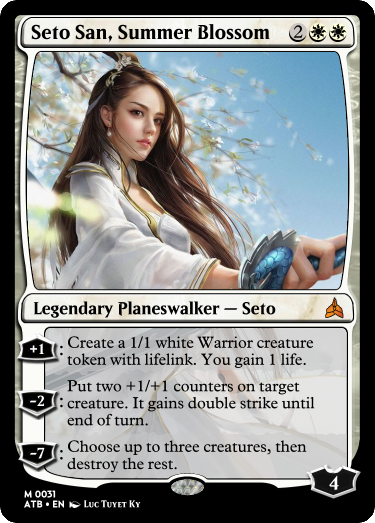 Seto San, Summer Blossom 2
Legendary Planeswalker — Seto
+1: Create a 1/1 white Warrior creature
token with lifelink. You gain 1 life.
Put two +1/+1 counters on target
-2: creature. It gains double strike until
end of turn.
-7: Choose up to three creatures, then
destroy the rest.
4
M 0031
ATB • EN Luc Tuyet Ky